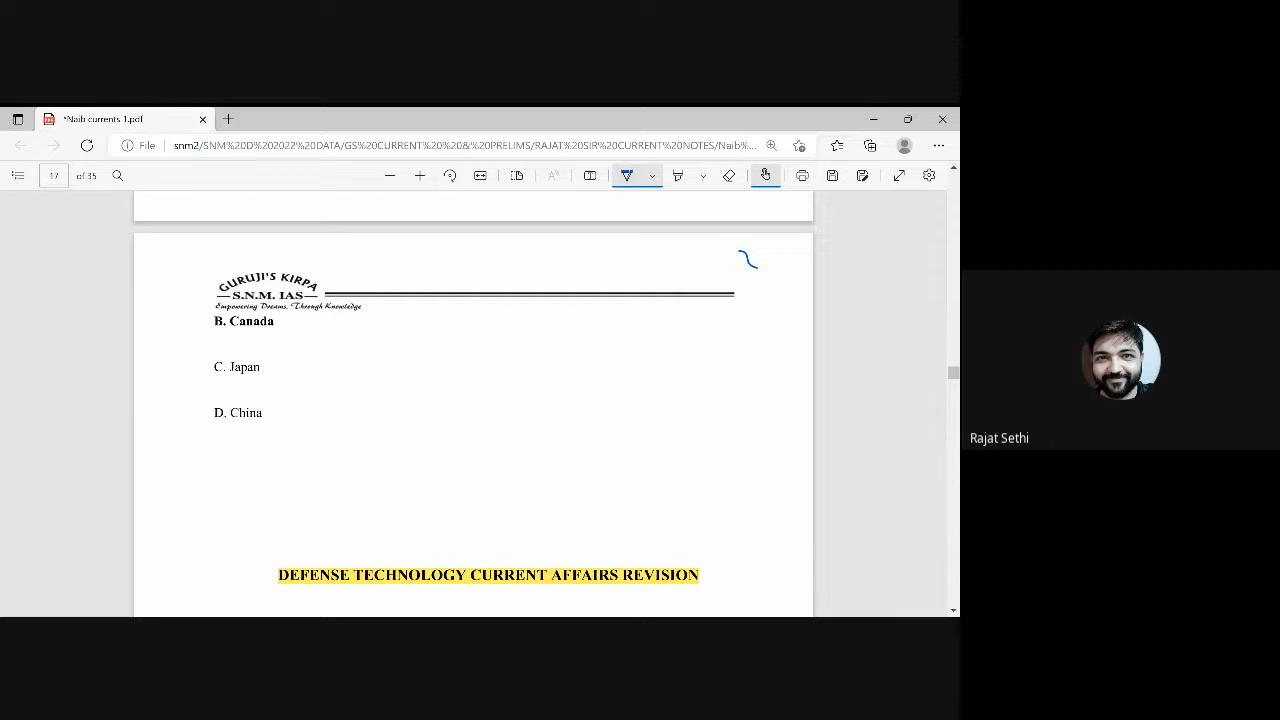 *Naib currents 1.pdf
File
snm2/SNM%20D%202022%20DATA/GS%20CURRENT%20%20&%20PRELIMS/RAJAT%20SIR%20CURRENT%20NOTES/Naib%...
17 of 35
GURUJI'S KIRPA
S.N.M. IAS
Empowering Dreams, Through Knowledge
B. Canada
C. Japan
D. China
DEFENSE TECHNOLOGY CURRENT AFFAIRS REVISION
Rajat Sethi